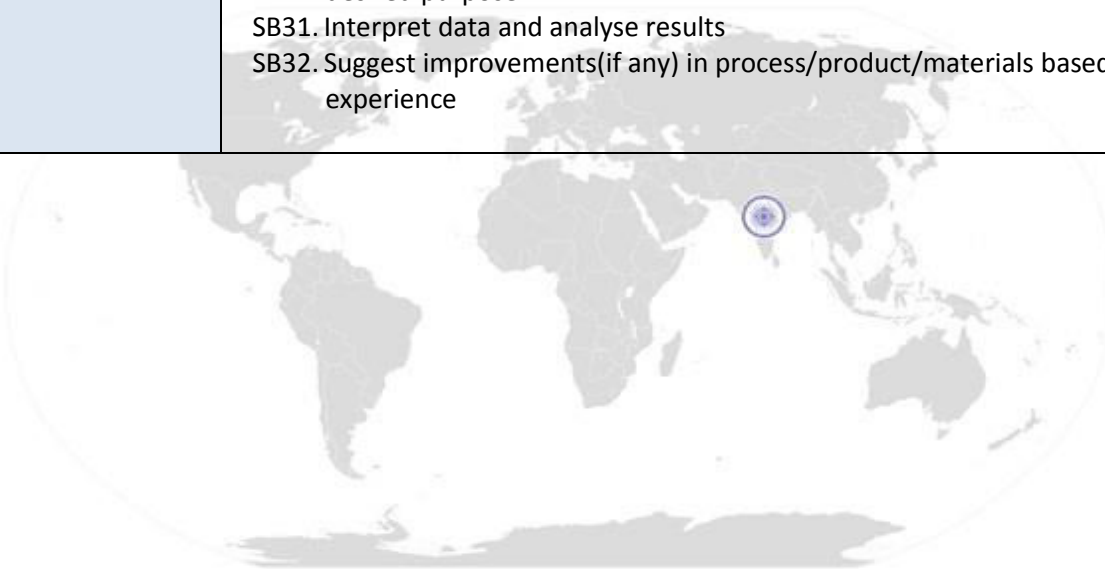 SB31. Interpret data and analyse results
SB32. Suggest improvements(if any) in process/product/materials based
experience